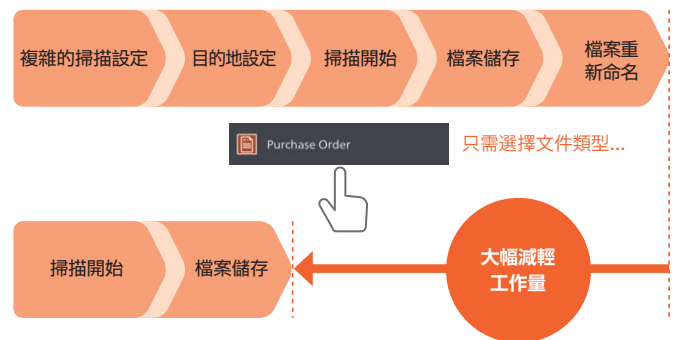 複雜的掃描設定
目的地設定
掃描開始
檔案儲存
檔案重
新命名
Purchase Order
只需選擇文件類型...
掃描開始
檔案儲存
大幅減輕
工作量